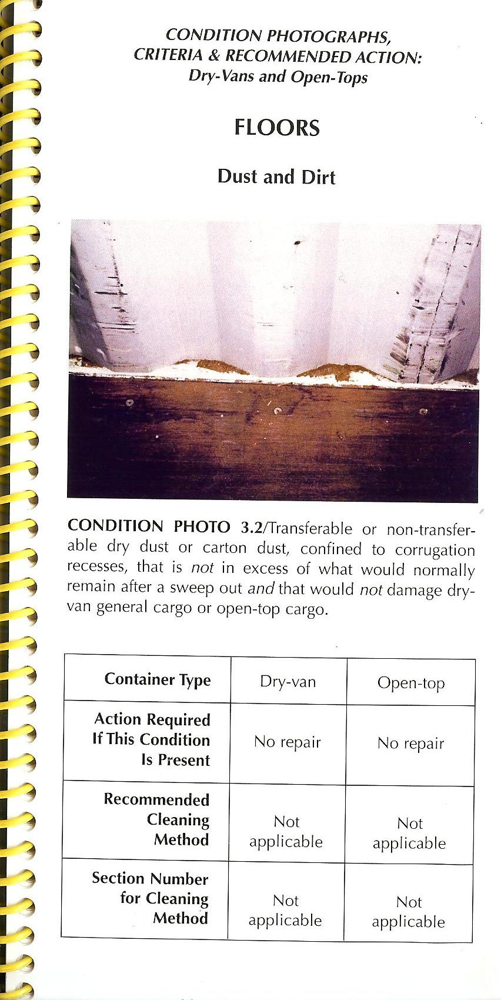 CONDITION PHOTOGRAPHS,
CRITERIA & RECOMMENDED ACTION:
Dry-Vans and Open-Tops
FLOORS
Dust and Dirt
CONDITION PHOTO 3.2/Transferable or non-transfer-
able dry dust or carton dust, confined to corrugation
recesses, that is not in excess of what would normally
remain after a sweep out and that would not damage dry-
van general cargo or open-top cargo.
Container Type Dry-van Open-top
Action Required
If This Condition No repair No repair
Is Present
Recommended
Cleaning Not Not
Method applicable applicable
Section Number
for Cleaning Not Not
Method applicable applicable